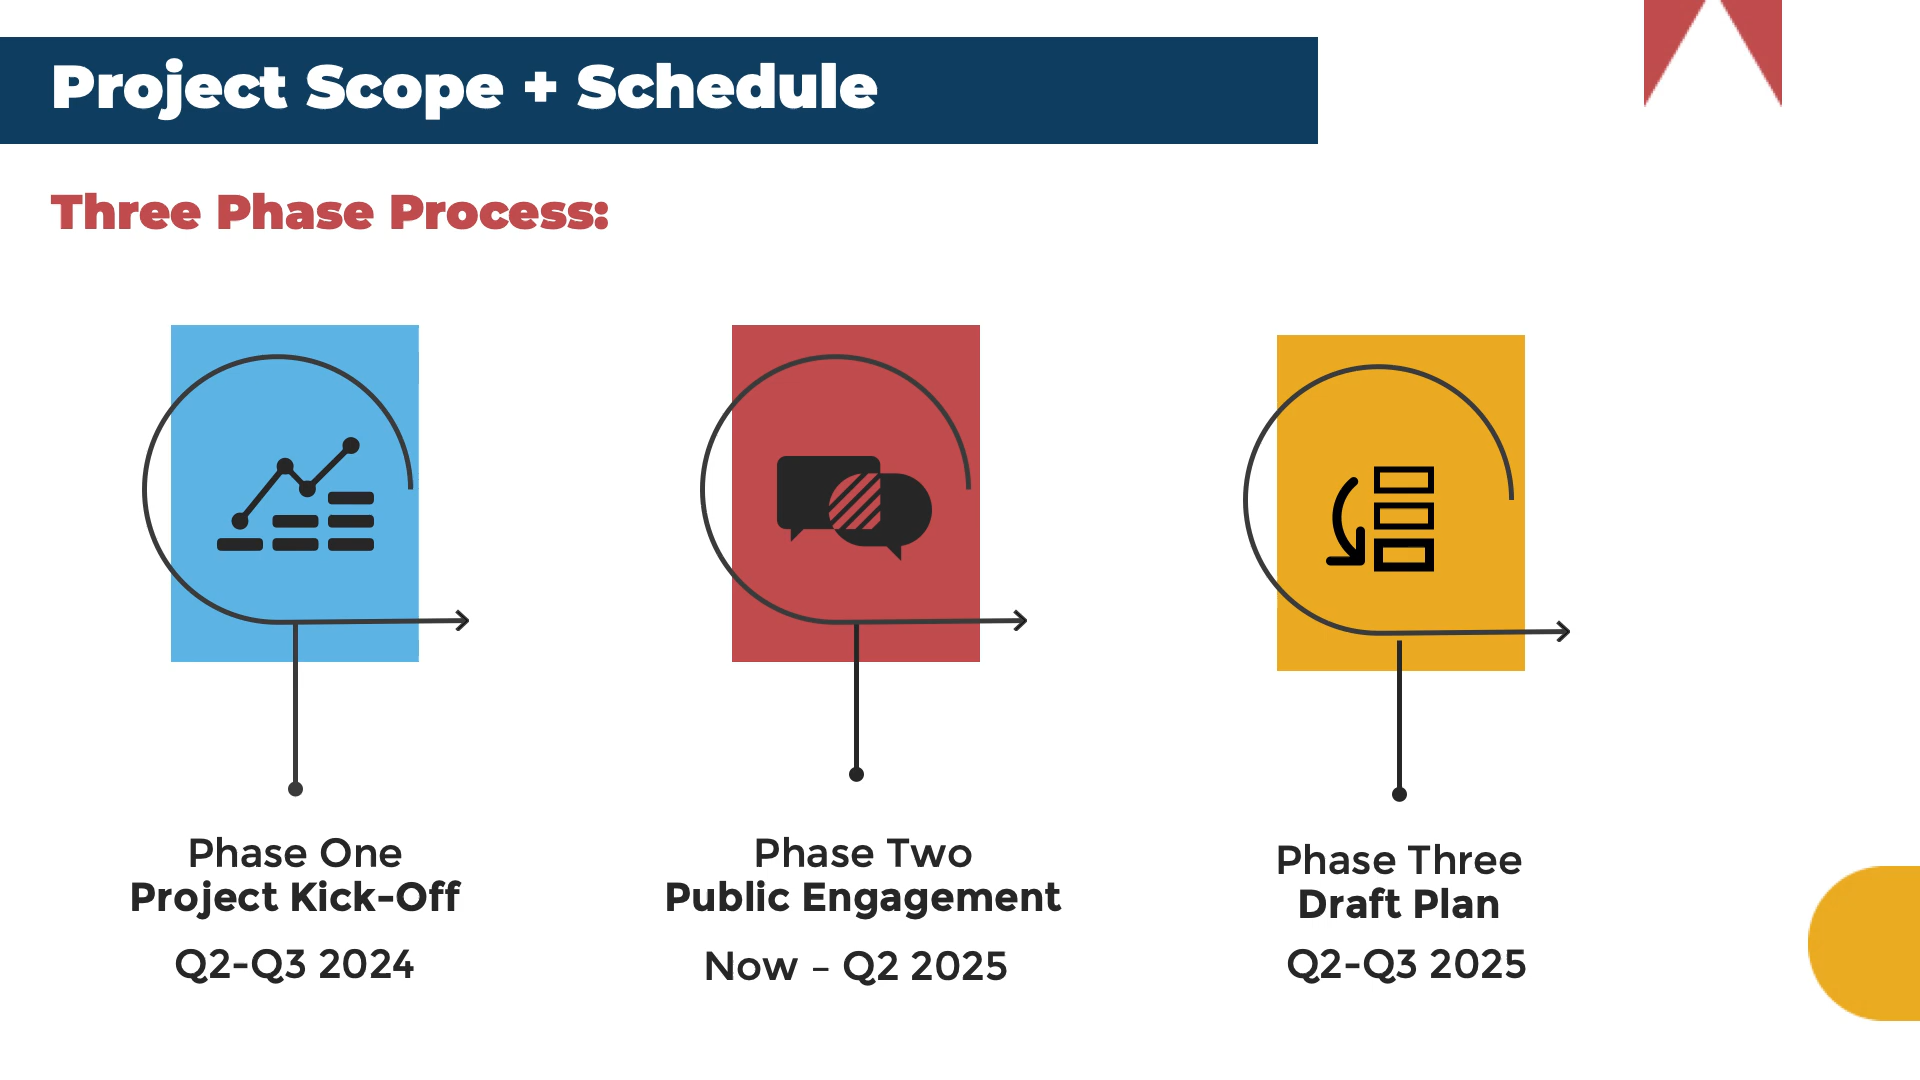 Project Scope + Schedule
Three Phase Process:
Phase One
Project Kick-Off
Q2-Q3 2024
Phase Two
Public Engagement
Now – Q2 2025
Phase Three
Draft Plan
Q2-Q3 2025